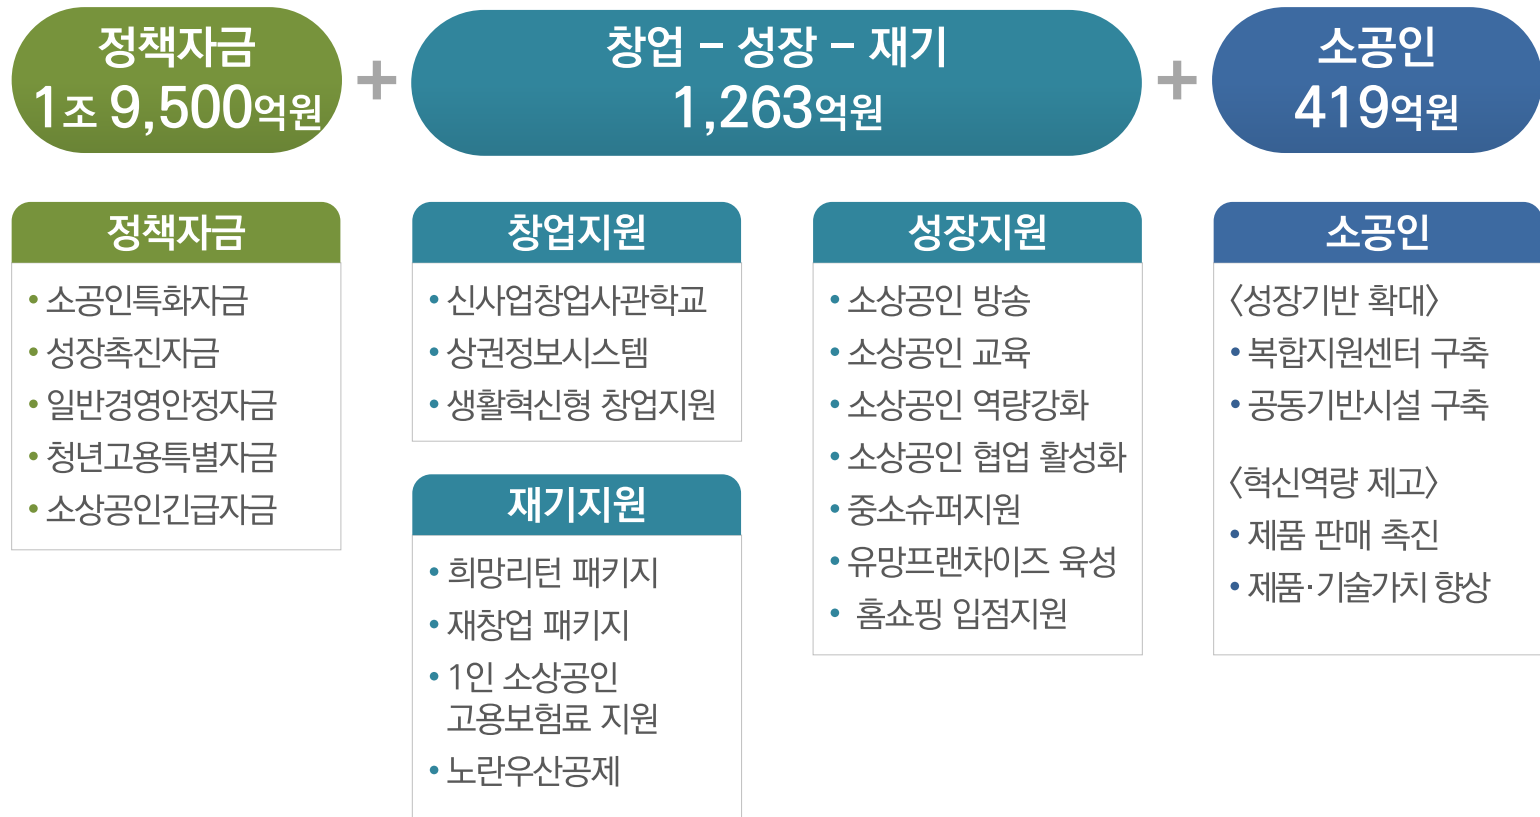 정책자금
1조 9,500억원
+
창업 – 성장 – 재기
1,263억원
+
소공인
419억원
정책자금
• 소공인특화자금
• 성장촉진자금
• 일반경영안정자금
• 청년고용특별자금
• 소상공인긴급자금
창업지원
• 신사업창업사관학교
• 상권정보시스템
• 생활혁신형 창업지원
재기지원
• 희망리턴 패키지
• 재창업 패키지
• 1인 소상공인
고용보험료 지원
• 노란우산공제
성장지원
• 소상공인 방송
• 소상공인 교육
• 소상공인 역량강화
• 소상공인 협업 활성화
• 중소슈퍼지원
• 유망프랜차이즈 육성
• 홈쇼핑 입점지원
소공인
〈성장기반 확대〉
• 복합지원센터 구축
• 공동기반시설 구축
〈혁신역량 제고〉
• 제품 판매 촉진
• 제품·기술가치 향상